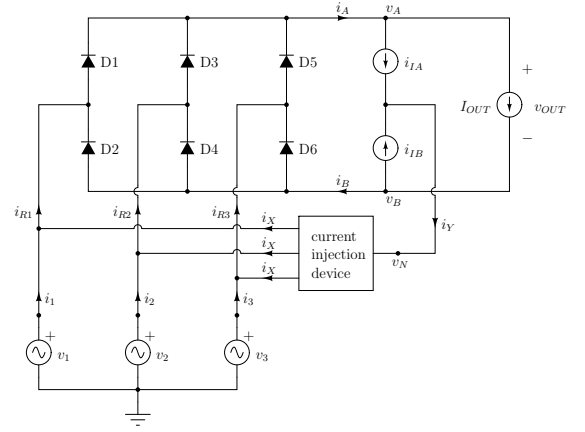 i_A v_A
D1 D3 D5 i_IA
+
I_OUT v_OUT
D2 D4 D6 i_IB
−
i_B v_B
i_R1 i_R2 i_R3 i_X i_Y
current
injection
device
i_X
v_N
i_X
i_1 i_2 i_3
+ + +
v_1 v_2 v_3